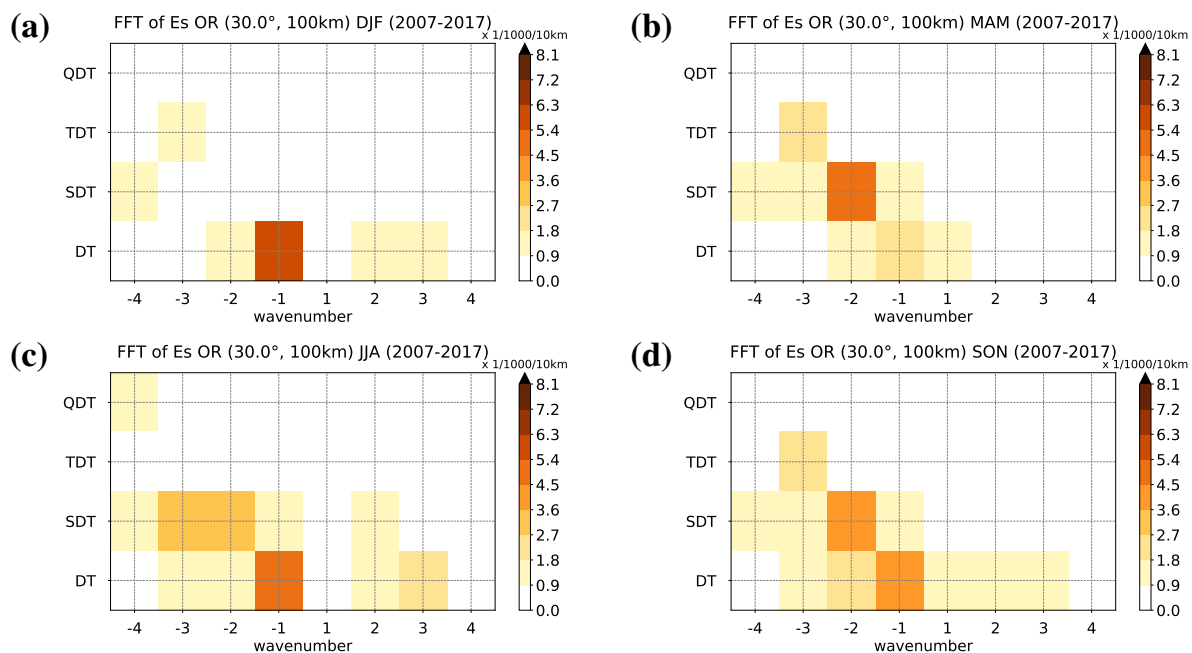 (a)
FFT of Es OR (30.0°, 100km) DJF (2007-2017)
x 1/1000/10km
QDT
TDT
SDT
DT
-4 -3 -2 -1 1 2 3 4
wavenumber
8.1
7.2
6.3
5.4
4.5
3.6
2.7
1.8
0.9
0.0
(b)
FFT of Es OR (30.0°, 100km) MAM (2007-2017)
x 1/1000/10km
QDT
TDT
SDT
DT
-4 -3 -2 -1 1 2 3 4
wavenumber
8.1
7.2
6.3
5.4
4.5
3.6
2.7
1.8
0.9
0.0
(c)
FFT of Es OR (30.0°, 100km) JJA (2007-2017)
x 1/1000/10km
QDT
TDT
SDT
DT
-4 -3 -2 -1 1 2 3 4
wavenumber
8.1
7.2
6.3
5.4
4.5
3.6
2.7
1.8
0.9
0.0
(d)
FFT of Es OR (30.0°, 100km) SON (2007-2017)
x 1/1000/10km
QDT
TDT
SDT
DT
-4 -3 -2 -1 1 2 3 4
wavenumber
8.1
7.2
6.3
5.4
4.5
3.6
2.7
1.8
0.9
0.0